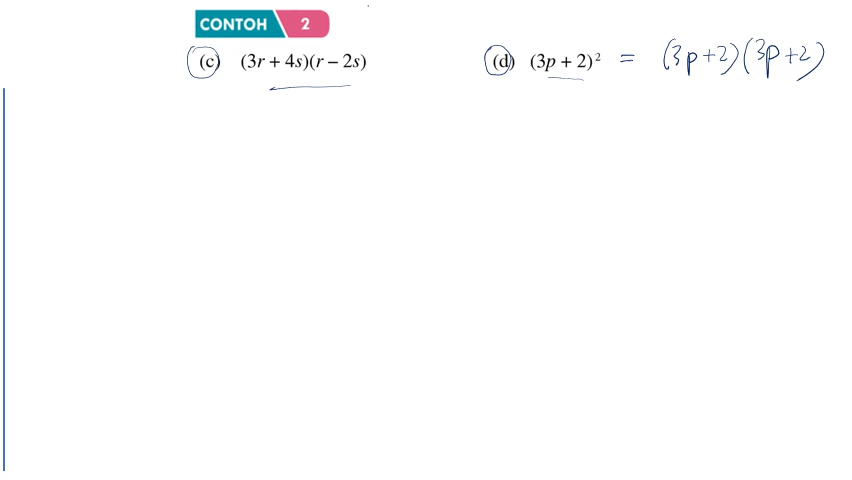 CONTOH 2
(c) (3r + 4s)(r – 2s)
(d) (3p + 2)² = (3p+2)(3p+2)